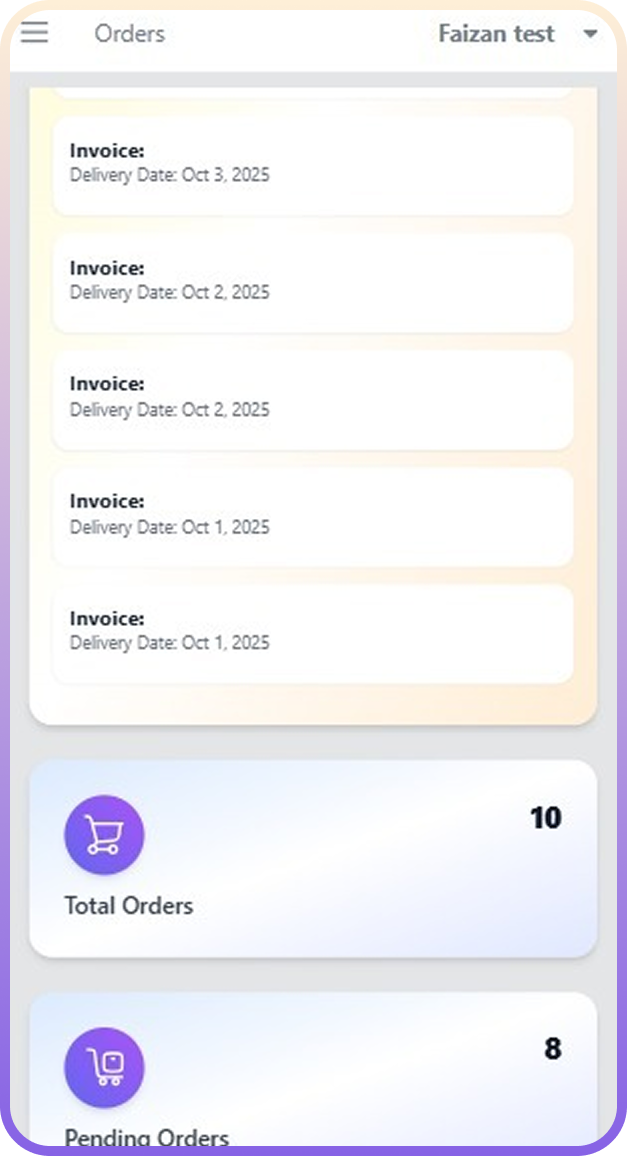 Orders
Faizan test
Invoice:
Delivery Date: Oct 3, 2025
Invoice:
Delivery Date: Oct 2, 2025
Invoice:
Delivery Date: Oct 2, 2025
Invoice:
Delivery Date: Oct 1, 2025
Invoice:
Delivery Date: Oct 1, 2025
10
Total Orders
8
Pending Orders